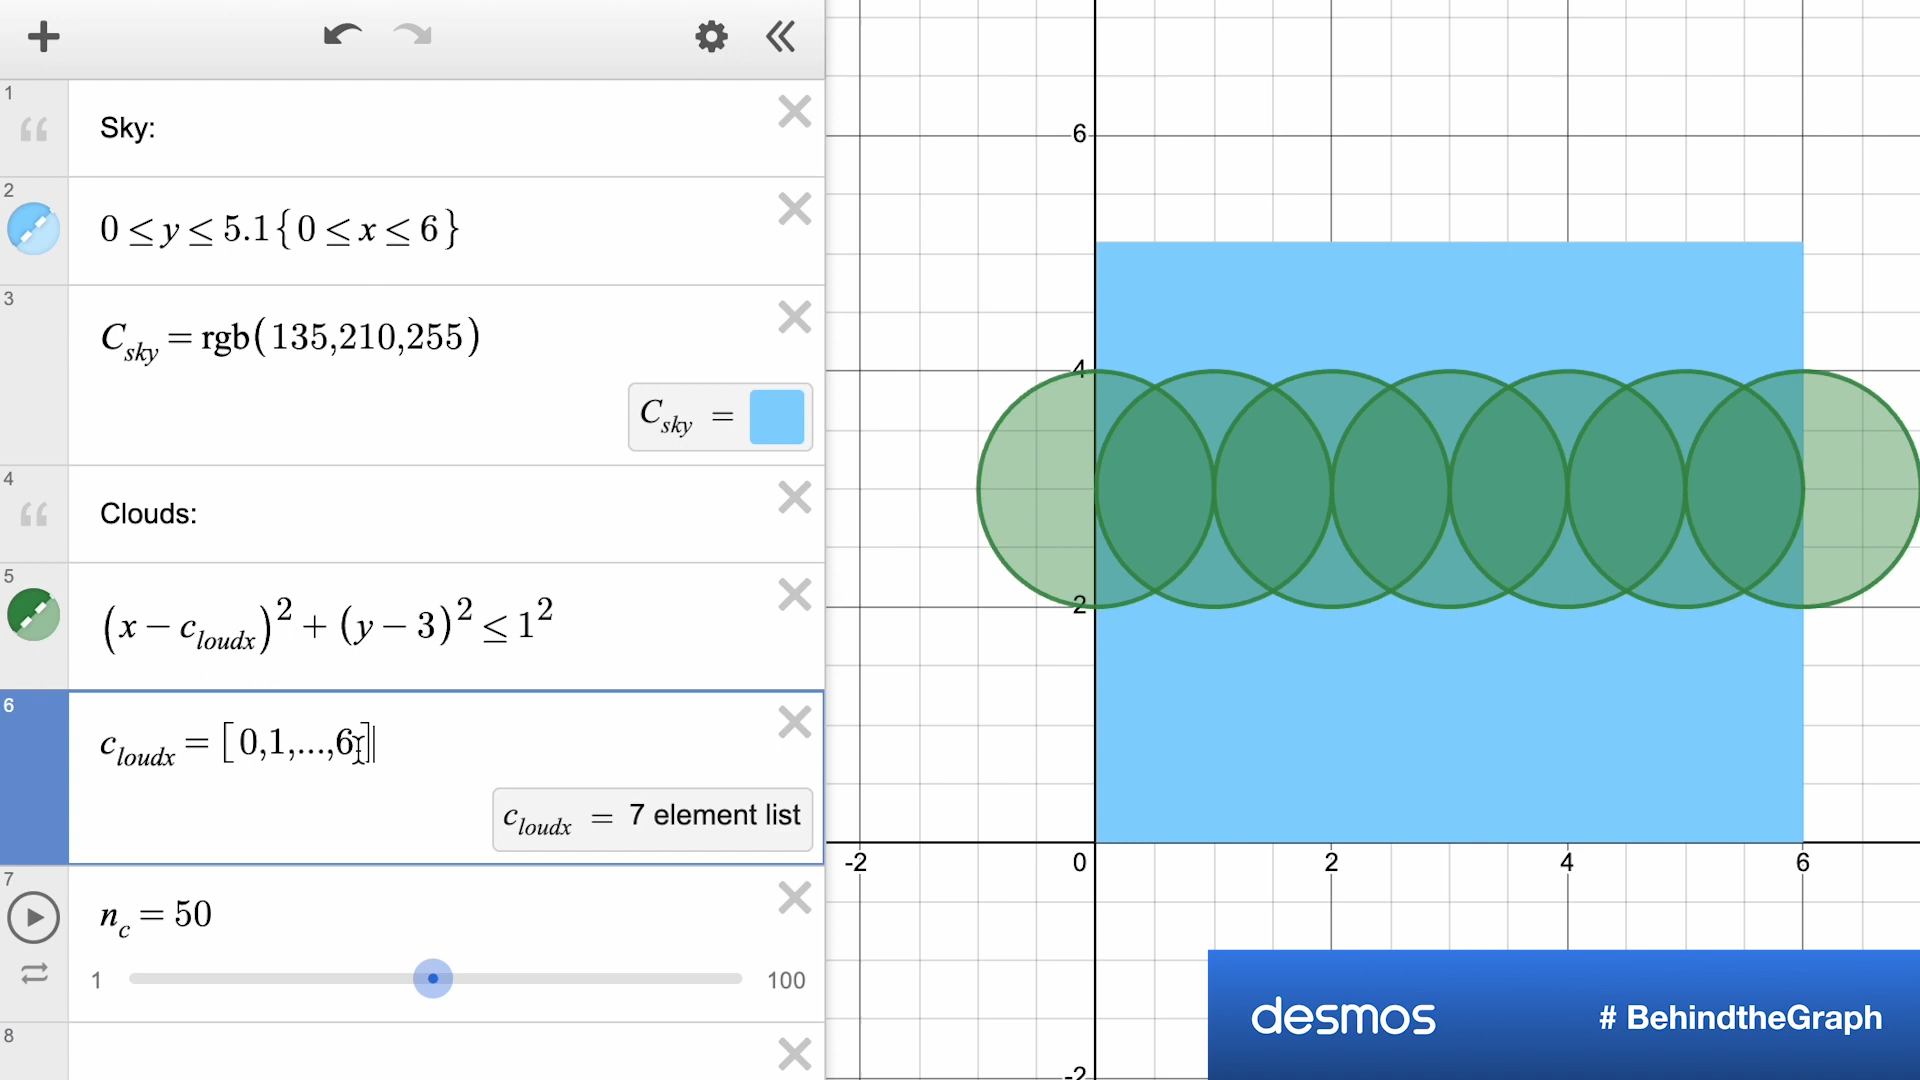 1
Sky:
2
0 ≤ y ≤ 5.1 { 0 ≤ x ≤ 6 }
3
C_sky = rgb(135,210,255)
C_sky =
4
Clouds:
5
(x − c_loudx)² + (y − 3)² ≤ 1²
6
c_loudx = [0,1,...,6]
c_loudx = 7 element list
7
n_c = 50
1
100
8
6
4
2
-2
0
2
4
6
-2
desmos
# BehindtheGraph